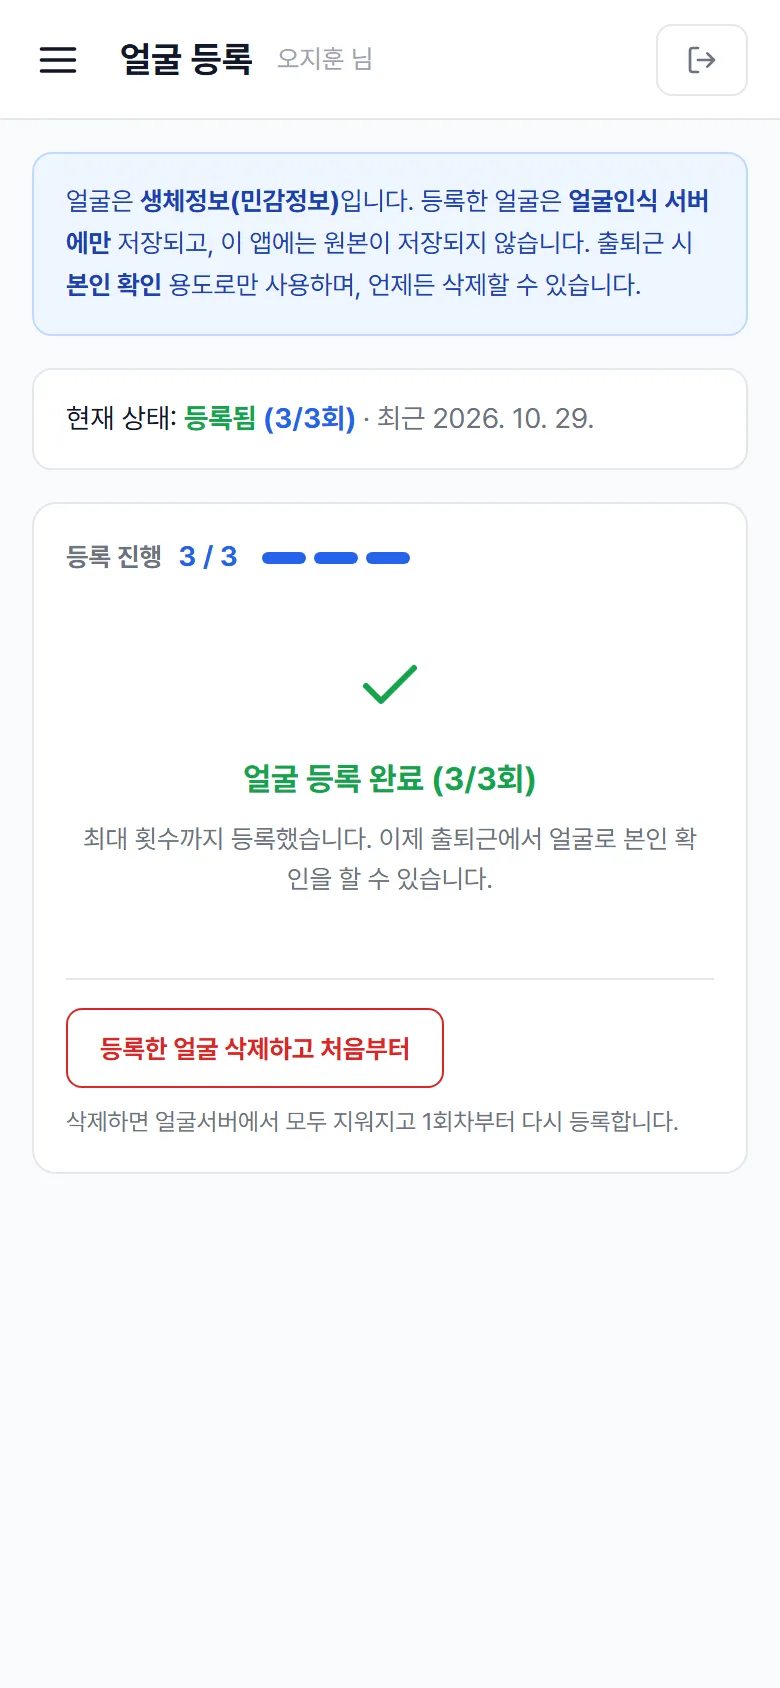 얼굴 등록 오지훈 님
얼굴은 생체정보(민감정보)입니다. 등록한 얼굴은 얼굴인식 서버
에만 저장되고, 이 앱에는 원본이 저장되지 않습니다. 출퇴근 시
본인 확인 용도로만 사용하며, 언제든 삭제할 수 있습니다.
현재 상태: 등록됨 (3/3회) · 최근 2026. 10. 29.
등록 진행 3 / 3
얼굴 등록 완료 (3/3회)
최대 횟수까지 등록했습니다. 이제 출퇴근에서 얼굴로 본인 확
인을 할 수 있습니다.
등록한 얼굴 삭제하고 처음부터
삭제하면 얼굴서버에서 모두 지워지고 1회차부터 다시 등록합니다.